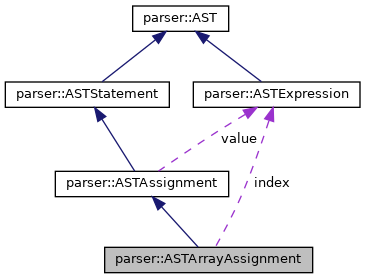 parser::AST
parser::ASTStatement
parser::ASTExpression
value
parser::ASTAssignment
index
parser::ASTArrayAssignment